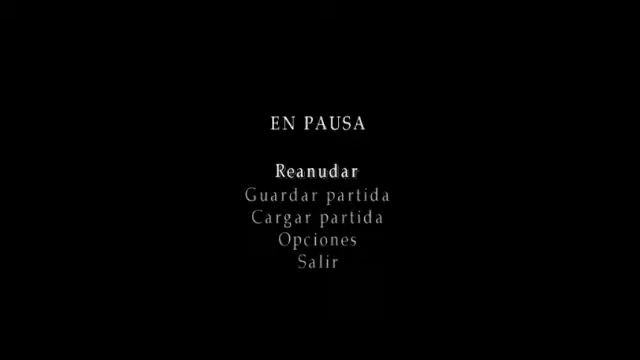 EN PAUSA
Reanudar
Guardar partida
Cargar partida
Opciones
Salir